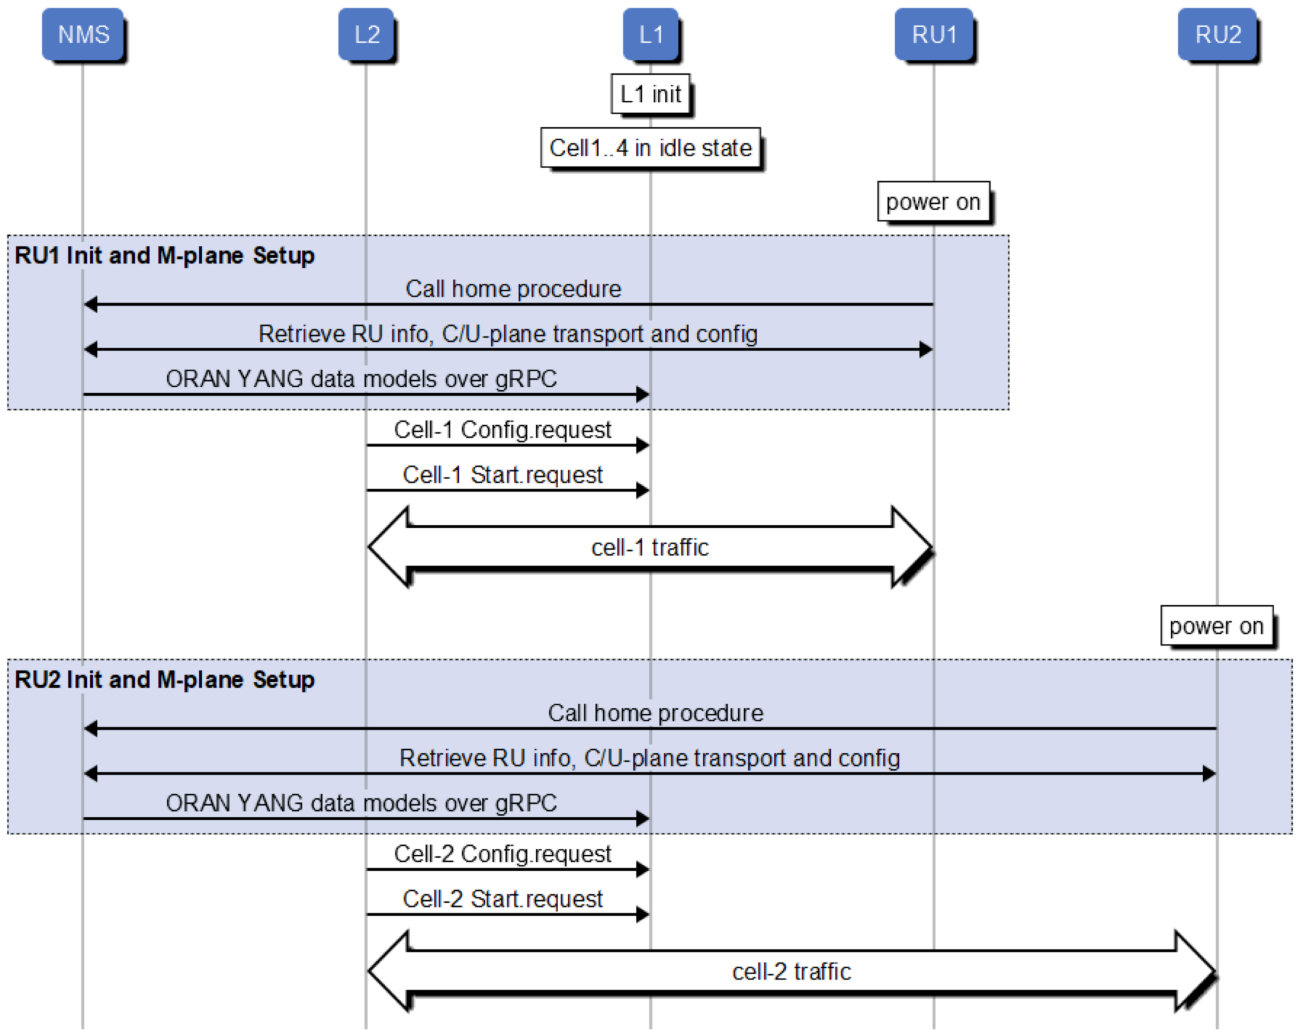 NMS
L2
L1
RU1
RU2
L1 init
Cell1..4 in idle state
power on
RU1 Init and M-plane Setup
Call home procedure
Retrieve RU info, C/U-plane transport and config
ORAN YANG data models over gRPC
Cell-1 Config.request
Cell-1 Start.request
cell-1 traffic
power on
RU2 Init and M-plane Setup
Call home procedure
Retrieve RU info, C/U-plane transport and config
ORAN YANG data models over gRPC
Cell-2 Config.request
Cell-2 Start.request
cell-2 traffic